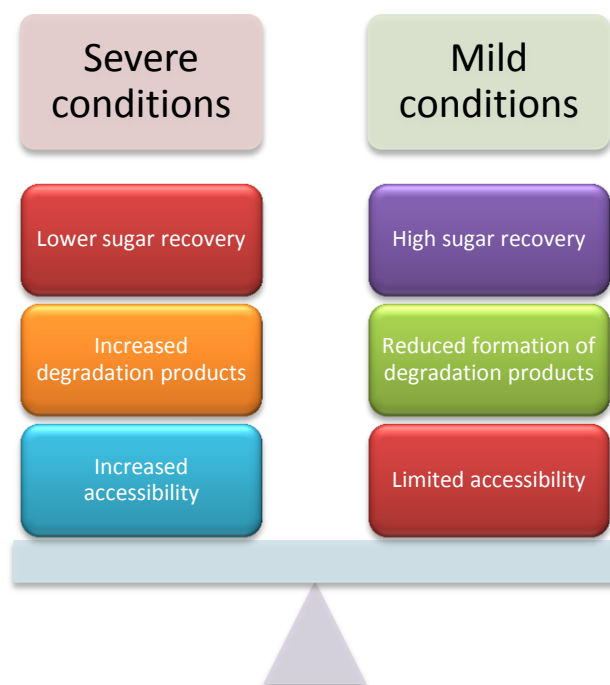 Severe
conditions
Mild
conditions
Lower sugar recovery
High sugar recovery
Increased
degradation products
Reduced formation of
degradation products
Increased
accessibility
Limited accessibility